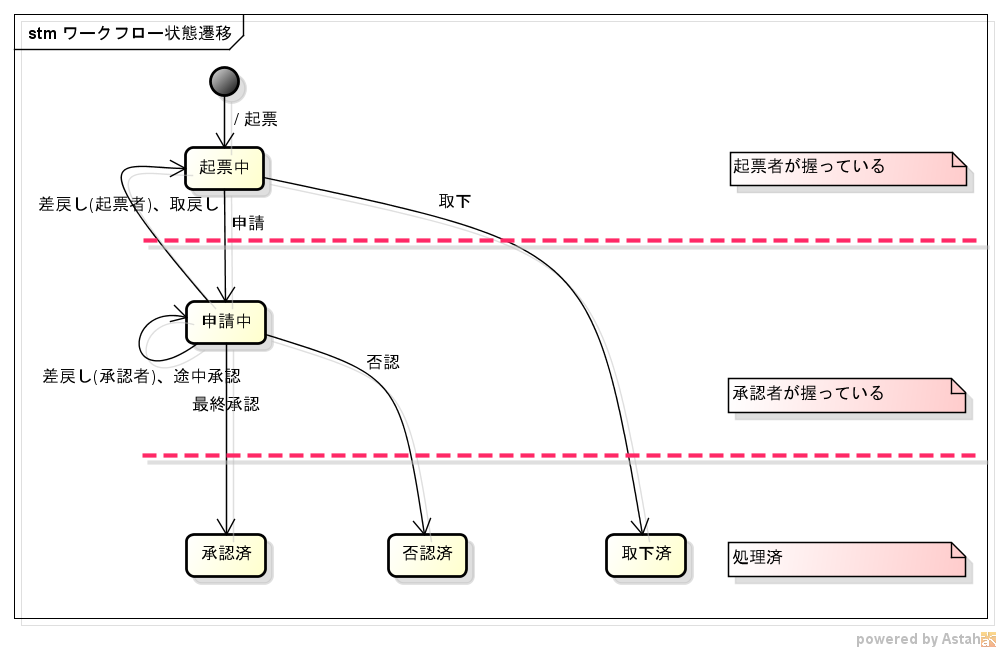 stm ワークフロー状態遷移
/ 起票
起票中
起票者が握っている
差戻し(起票者)、取戻し
取下
申請
申請中
否認
差戻し(承認者)、途中承認
承認者が握っている
最終承認
承認済
否認済
取下済
処理済
powered by Astah